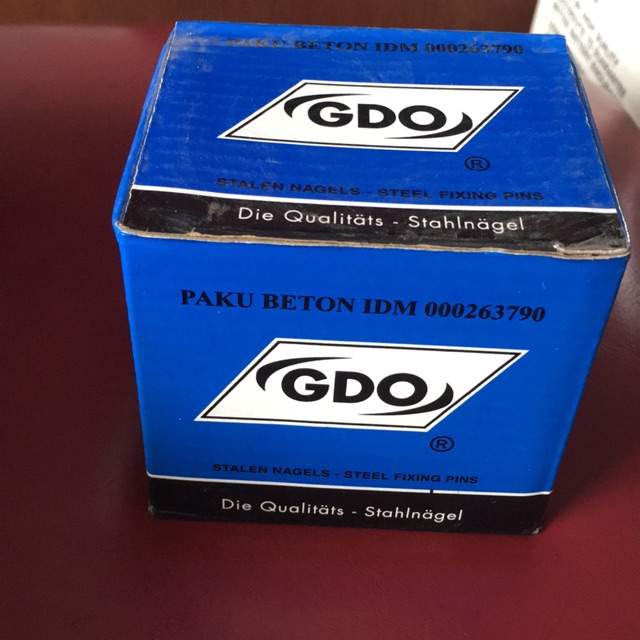 PAKU BETON IDM 000263790
GDO
®
STALEN NAGELS - STEEL FIXING PINS
Die Qualitäts - Stahlnägel
PAKU BETON IDM 000263790
GDO
®
STALEN NAGELS - STEEL FIXING PINS
Die Qualitäts - Stahlnägel